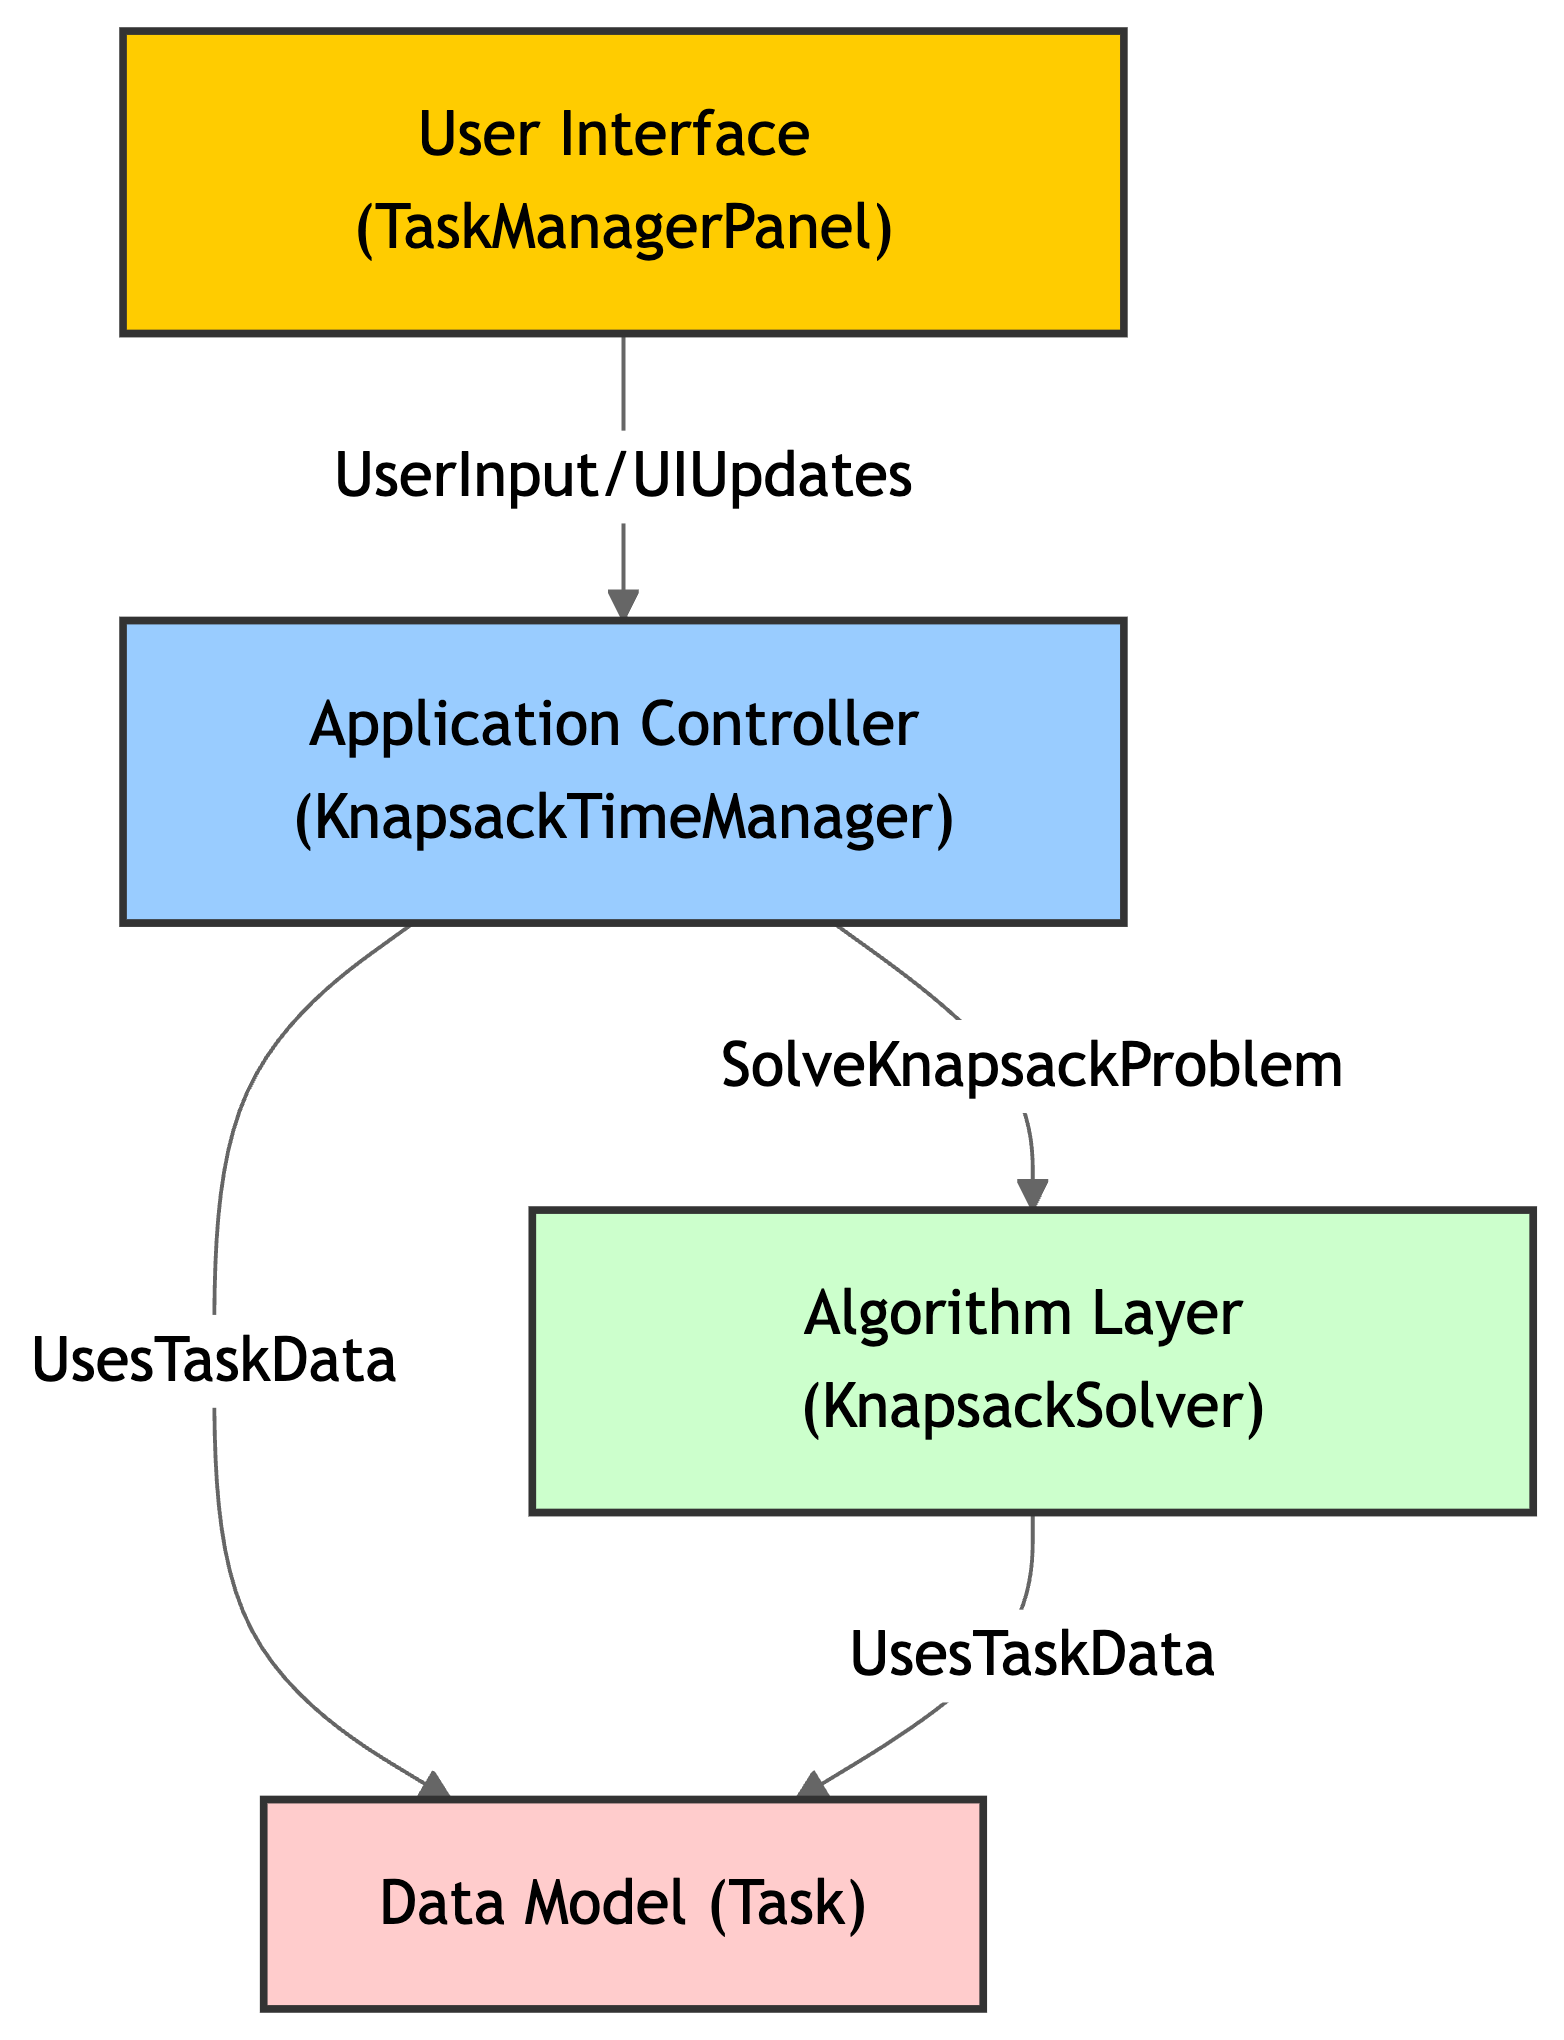 User Interface
(TaskManagerPanel)
UserInput/UIUpdates
Application Controller
(KnapsackTimeManager)
SolveKnapsackProblem
Algorithm Layer
(KnapsackSolver)
UsesTaskData
UsesTaskData
Data Model (Task)